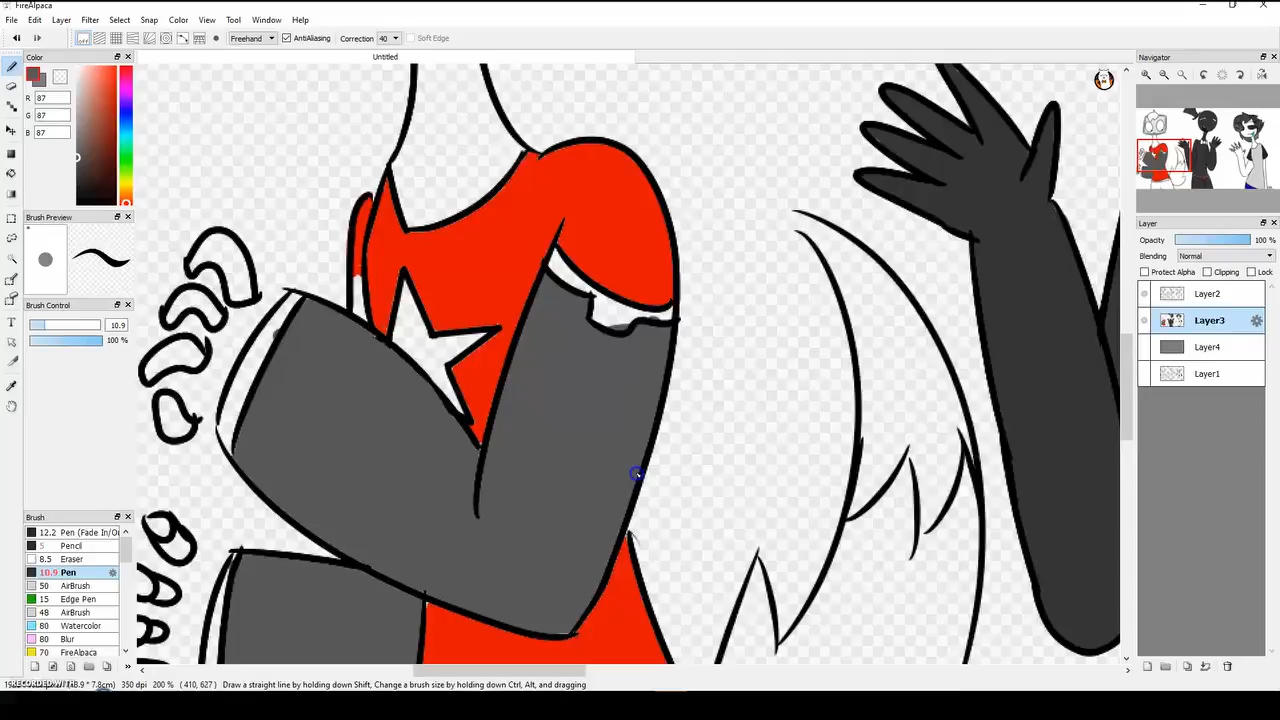 FireAlpaca
File Edit Layer Filter Select Snap Color View Tool Window Help
Freehand AntiAliasing Correction 40 Soft Edge
Color
Untitled
Navigator
R 87
G 87
B 87
Brush Preview
Layer
Opacity 100 %
Blending Normal
Protect Alpha Clipping Lock
Layer2
Layer3
Layer4
Layer1
Brush Control
10.9
100 %
Brush
12.2 Pen (Fade In/O
5 Pencil
8.5 Eraser
10.9 Pen
50 AirBrush
15 Edge Pen
48 AirBrush
80 Watercolor
80 Blur
70 FireAlpaca
RECORDED WITH
7.8cm) 350 dpi 200 % ( 410, 627 ) Draw a straight line by holding down Shift, Change a brush size by holding down Ctrl, Alt, and dragging